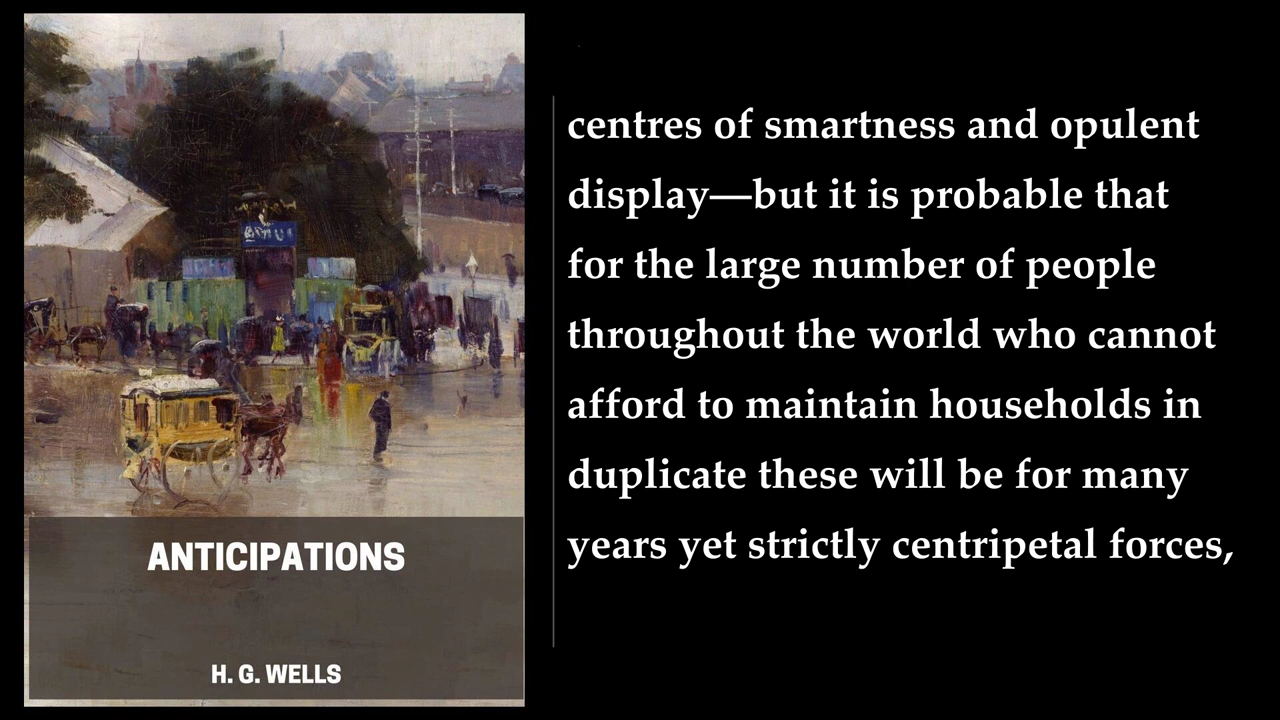 ANTICIPATIONS
H. G. WELLS
centres of smartness and opulent
display—but it is probable that
for the large number of people
throughout the world who cannot
afford to maintain households in
duplicate these will be for many
years yet strictly centripetal forces,